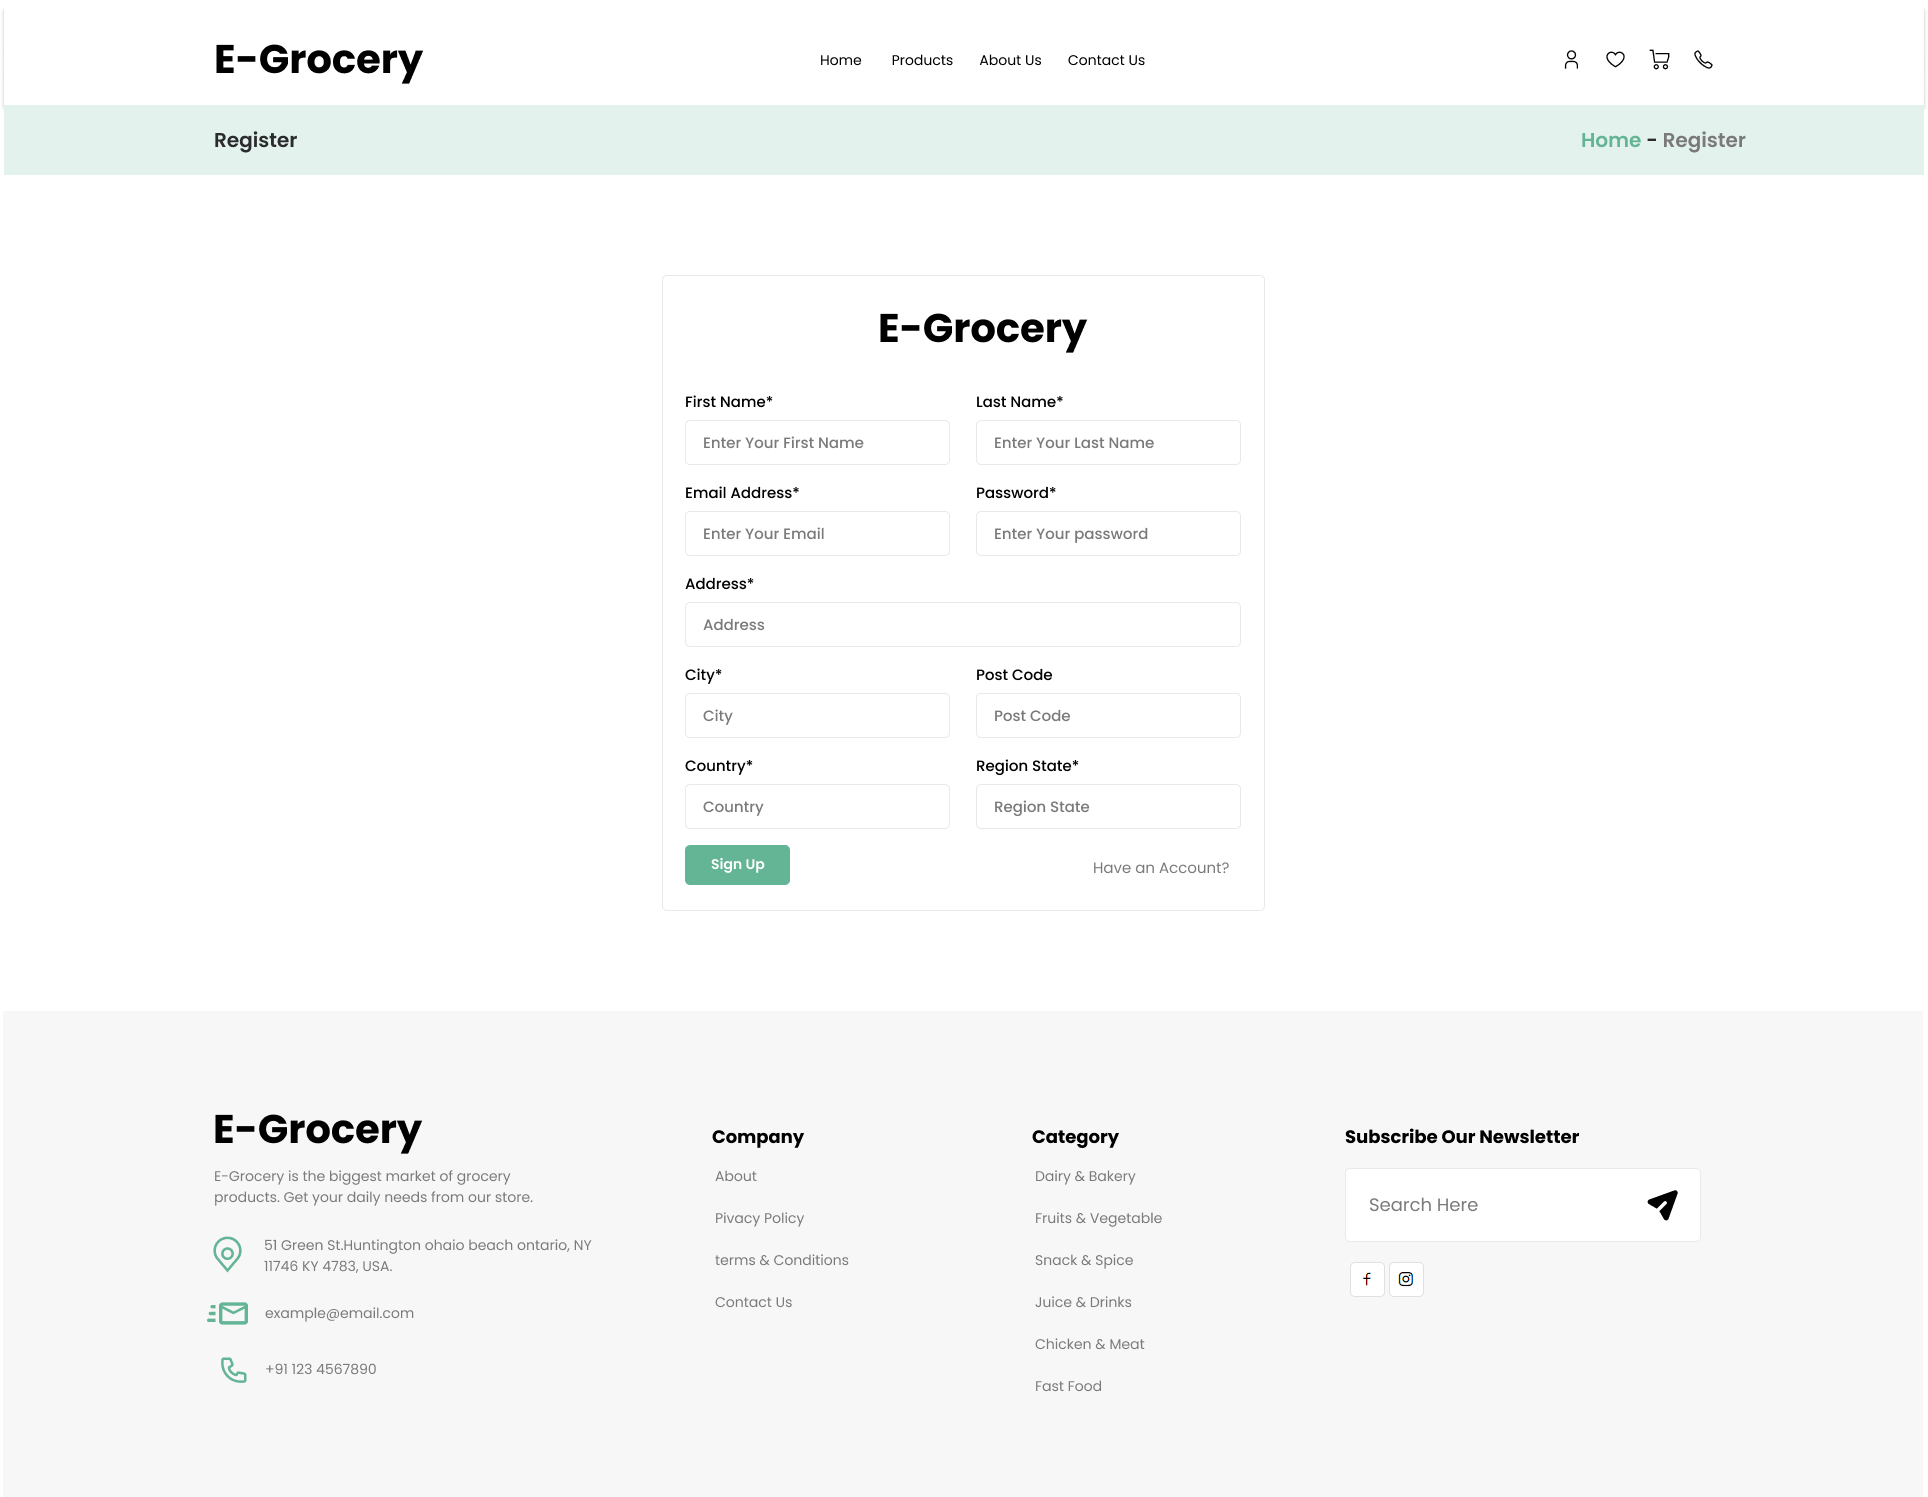 E-Grocery
Home Products About Us Contact Us
Register
Home - Register
E-Grocery
First Name* Last Name*
Enter Your First Name Enter Your Last Name
Email Address* Password*
Enter Your Email Enter Your password
Address*
Address
City* Post Code
City Post Code
Country* Region State*
Country Region State
Sign Up Have an Account?
E-Grocery
E-Grocery is the biggest market of grocery
products. Get your daily needs from our store.
51 Green St.Huntington ohaio beach ontario, NY
11746 KY 4783, USA.
example@email.com
+91 123 4567890
Company
About
Pivacy Policy
terms & Conditions
Contact Us
Category
Dairy & Bakery
Fruits & Vegetable
Snack & Spice
Juice & Drinks
Chicken & Meat
Fast Food
Subscribe Our Newsletter
Search Here